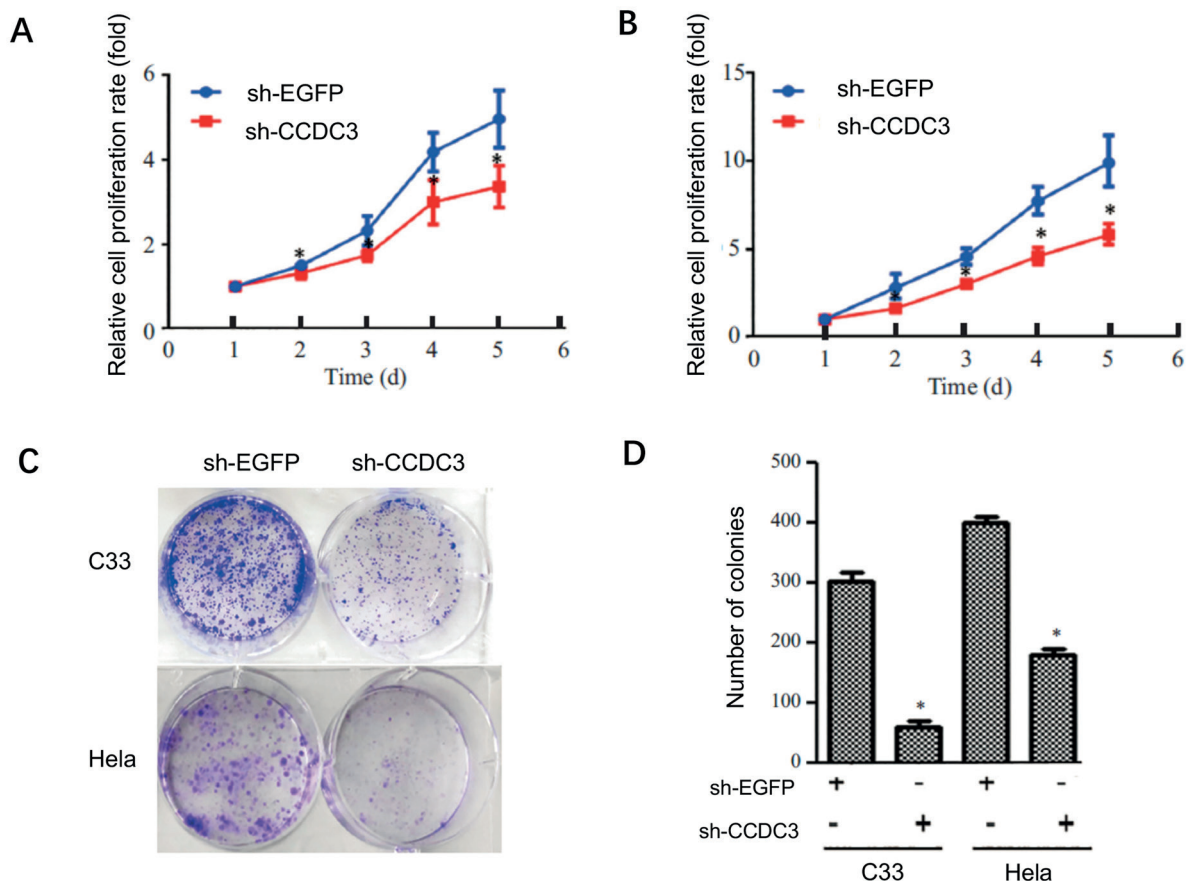 A
Relative cell proliferation rate (fold)
6
4
2
0
sh-EGFP
sh-CCDC3
*
*
*
*
0 1 2 3 4 5 6
Time (d)
B
Relative cell proliferation rate (fold)
15
10
5
0
sh-EGFP
sh-CCDC3
*
*
*
*
0 1 2 3 4 5 6
Time (d)
C
sh-EGFP sh-CCDC3
C33
Hela
D
Number of colonies
500
400
300
200
100
0
*
*
sh-EGFP + - + -
sh-CCDC3 - + - +
C33 Hela